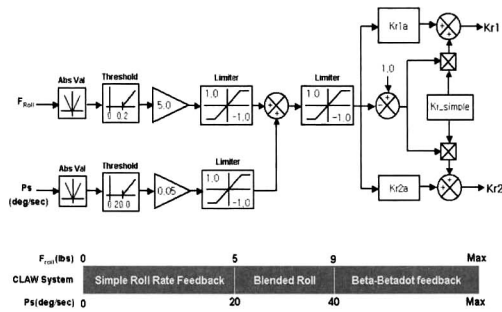 Abs Val
Threshold
Limiter
Limiter
F Roll
0 0.2
5.0
1.0
-1.0
1.0
-1.0
Kr1a
Kr1
1.0
Kr_simple
Abs Val
Threshold
Limiter
Ps
(deg/sec)
0 20.0
0.05
1.0
-1.0
Kr2a
Kr2
F roll (lbs) 0 5 9 Max
CLAW System Simple Roll Rate Feedback Blended Roll Beta-Betadot feedback
Ps(deg/sec) 0 20 40 Max